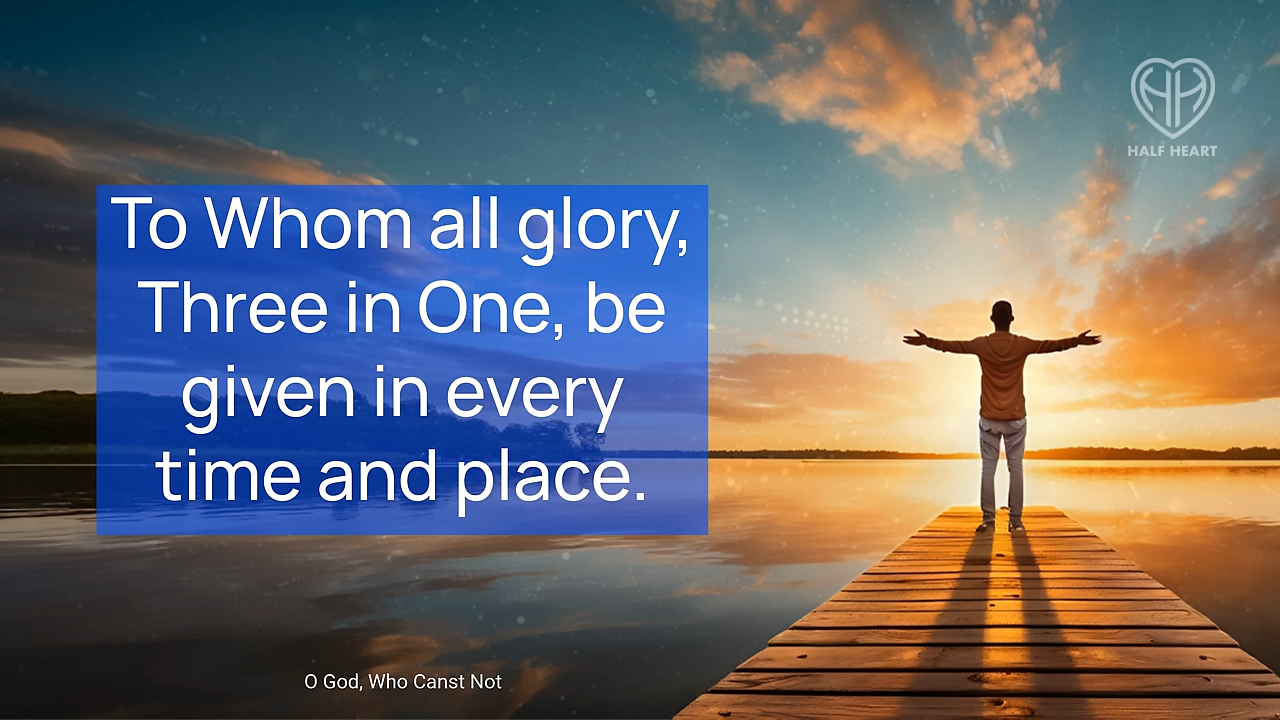 HALF HEART
To Whom all glory,
Three in One, be
given in every
time and place.
O God, Who Canst Not